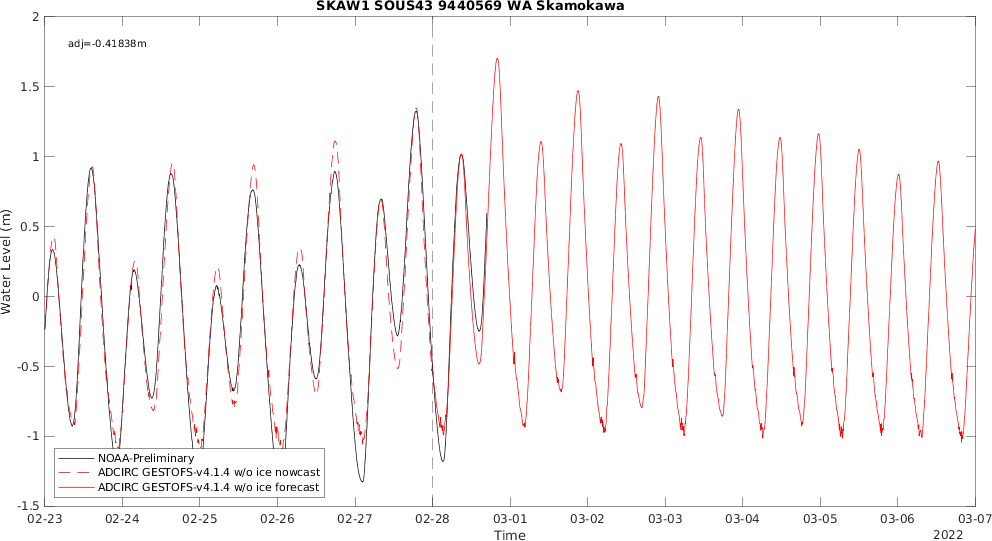 SKAW1 SOUS43 9440569 WA Skamokawa
adj=-0.41838m
Water Level (m)
2
1.5
1
0.5
0
-0.5
-1
-1.5
NOAA-Preliminary
ADCIRC GESTOFS-v4.1.4 w/o ice nowcast
ADCIRC GESTOFS-v4.1.4 w/o ice forecast
02-23 02-24 02-25 02-26 02-27 02-28 03-01 03-02 03-03 03-04 03-05 03-06 03-07
Time
2022